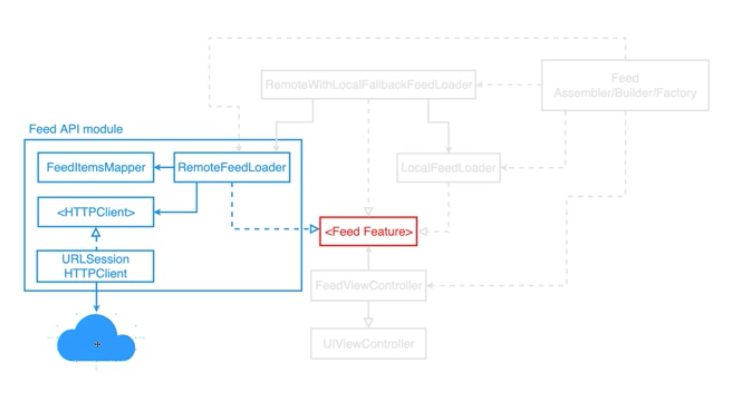 RemoteWithLocalFallbackFeedLoader
Feed
Assembler/Builder/Factory
Feed API module
FeedItemsMapper
RemoteFeedLoader
LocalFeedLoader
<HTTPClient>
<Feed Feature>
URLSession
HTTPClient
FeedViewController
UIViewController